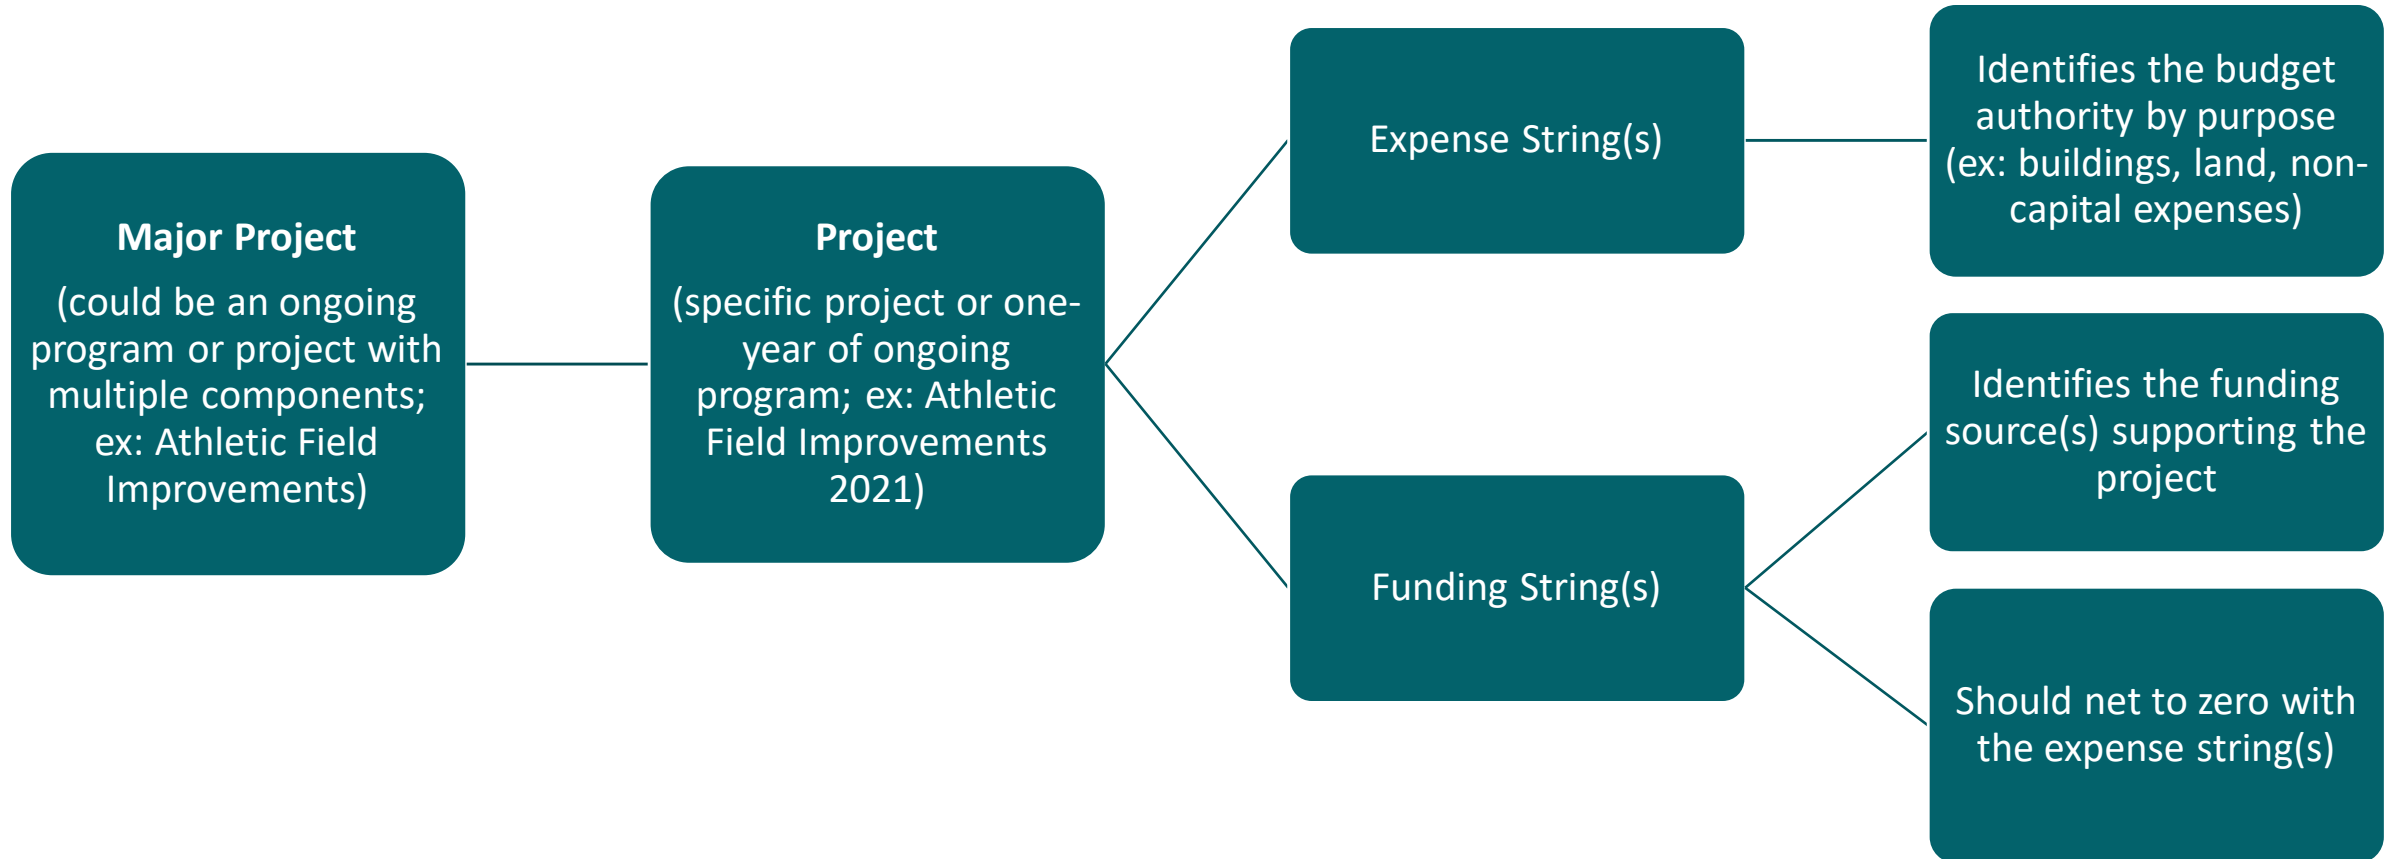 Major Project
(could be an ongoing
program or project with
multiple components;
ex: Athletic Field
Improvements)
Project
(specific project or one-
year of ongoing
program; ex: Athletic
Field Improvements
2021)
Expense String(s)
Identifies the budget
authority by purpose
(ex: buildings, land, non-
capital expenses)
Funding String(s)
Identifies the funding
source(s) supporting the
project
Should net to zero with
the expense string(s)